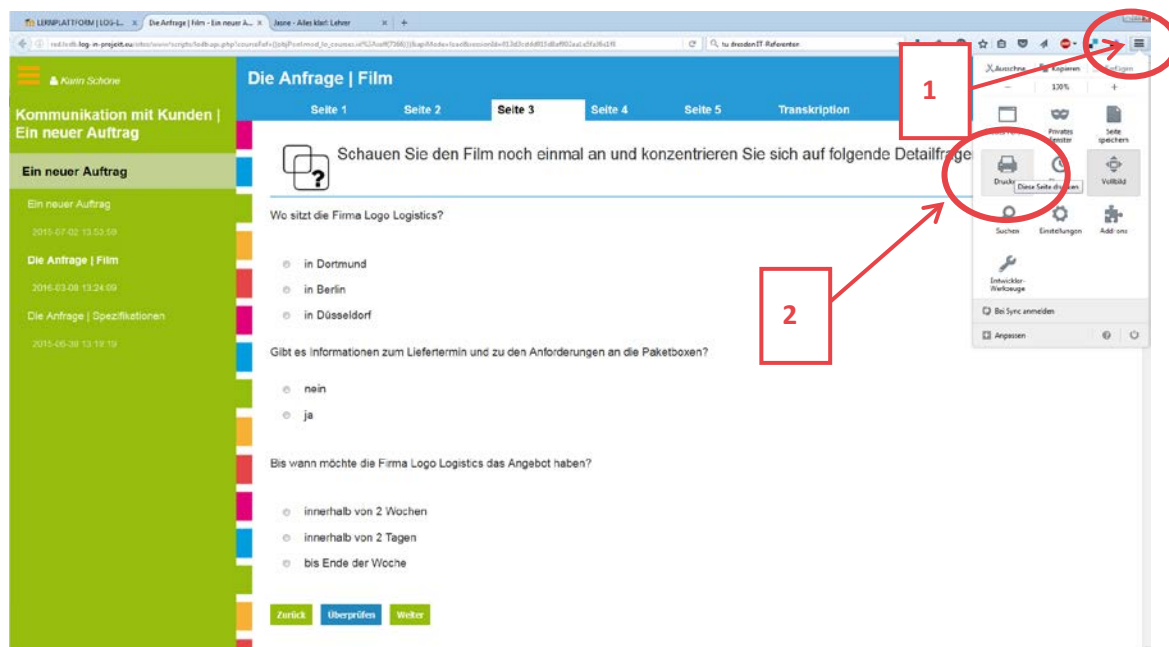 LERNPLATTFORM | LOG-L...
Die Anfrage | Film - Ein neuer A...
Jasne - Alles klar!: Lehrer
tu dresden IT Referenten
Karin Schöne
Kommunikation mit Kunden |
Ein neuer Auftrag
Ein neuer Auftrag
Ein neuer Auftrag
2015-07-02 13:53:59
Die Anfrage | Film
2016-03-08 13:24:09
Die Anfrage | Spezifikationen
2015-06-30 13:19:19
Die Anfrage | Film
Seite 1
Seite 2
Seite 3
Seite 4
Seite 5
Transkription
Schauen Sie den Film noch einmal an und konzentrieren Sie sich auf folgende Detailfrage
Wo sitzt die Firma Logo Logistics?
in Dortmund
in Berlin
in Düsseldorf
Gibt es Informationen zum Liefertermin und zu den Anforderungen an die Paketboxen?
nein
ja
Bis wann möchte die Firma Logo Logistics das Angebot haben?
innerhalb von 2 Wochen
innerhalb von 2 Tagen
bis Ende der Woche
Zurück
Überprüfen
Weiter
1
2
Kopieren
Einfügen
130%
Privates
Fenster
Seite
speichern
Diese Seite drucken
Vollbild
Suchen
Einstellungen
Add-ons
Entwickler-
Werkzeuge
Bei Sync anmelden
Anpassen